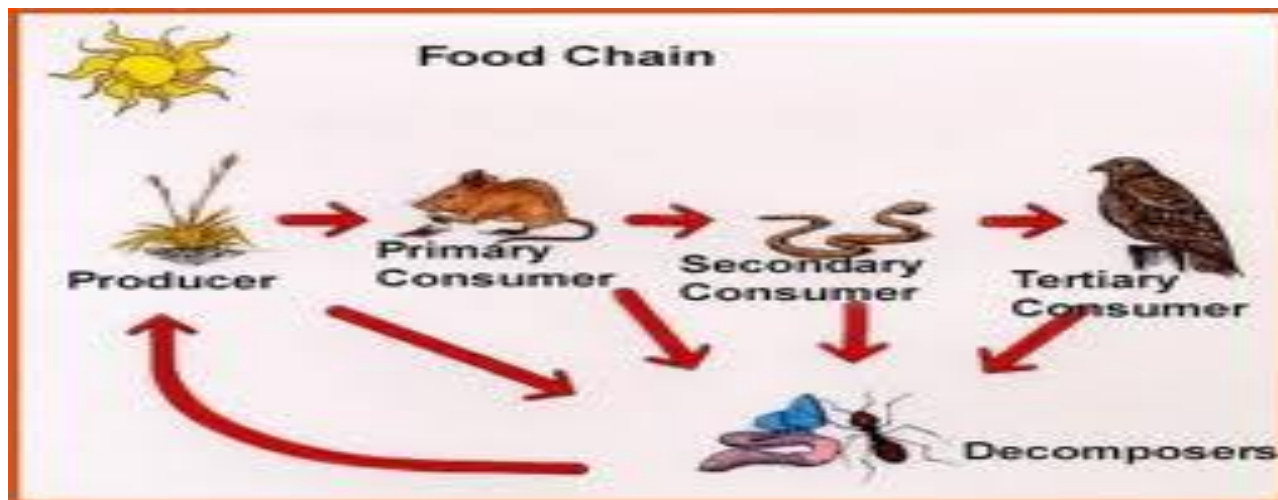 Food Chain
Producer
Primary
Consumer
Secondary
Consumer
Tertiary
Consumer
Decomposers